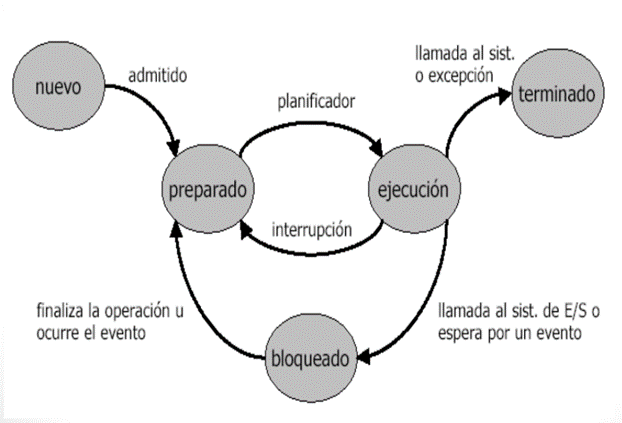 llamada al sist.
o excepción
nuevo
admitido
terminado
planificador
preparado
ejecución
interrupción
finaliza la operación u
ocurre el evento
llamada al sist. de E/S o
espera por un evento
bloqueado